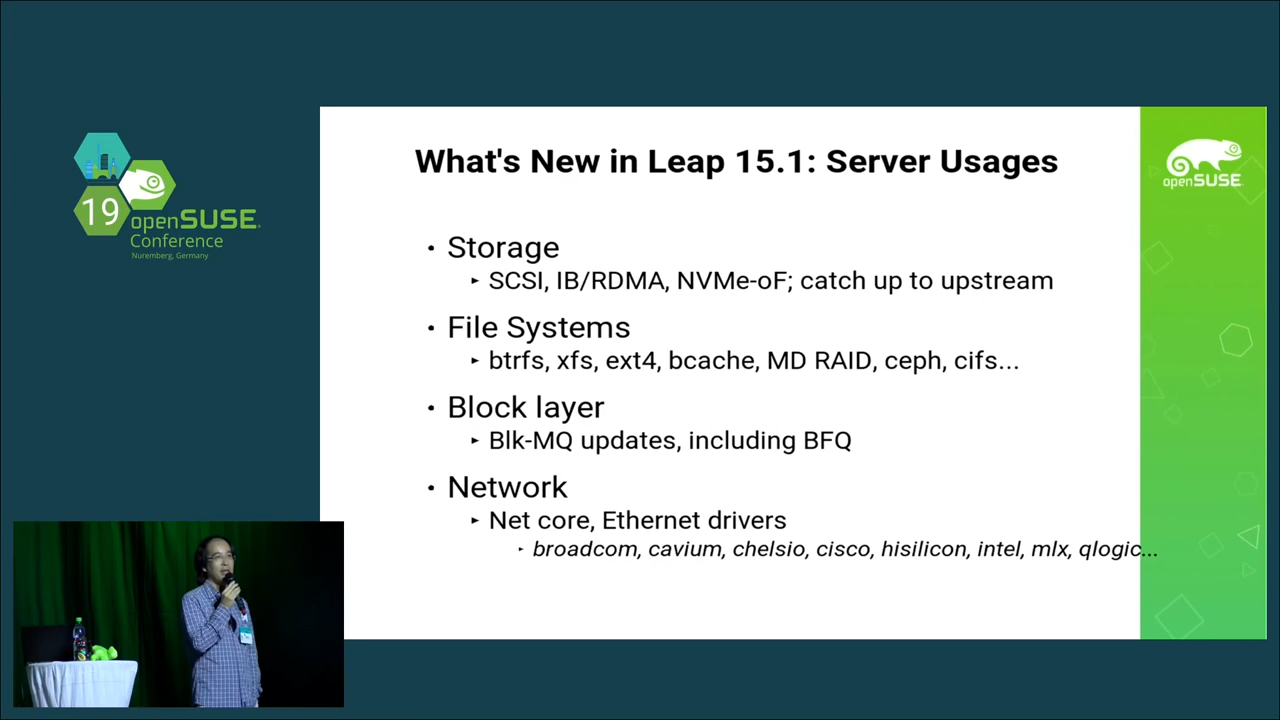 19
openSUSE
Conference
Nuremberg, Germany
What's New in Leap 15.1: Server Usages
openSUSE
• Storage
▸ SCSI, IB/RDMA, NVMe-oF; catch up to upstream
• File Systems
▸ btrfs, xfs, ext4, bcache, MD RAID, ceph, cifs...
• Block layer
▸ Blk-MQ updates, including BFQ
• Network
▸ Net core, Ethernet drivers
▸ broadcom, cavium, chelsio, cisco, hisilicon, intel, mlx, qlogic...